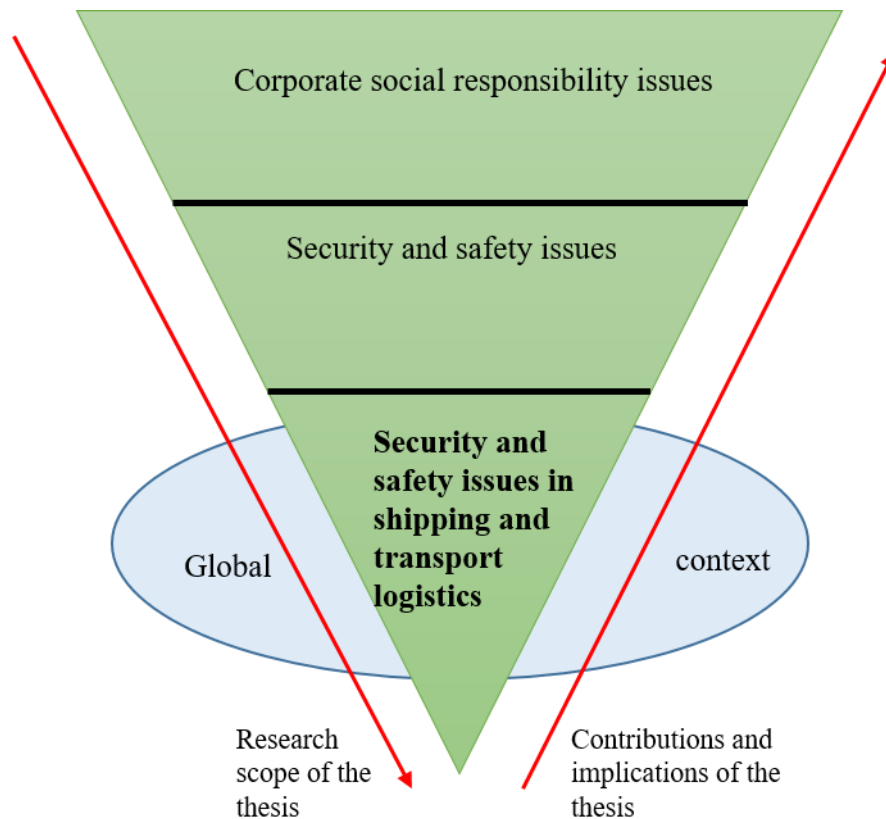 Corporate social responsibility issues
Security and safety issues
Security and
safety issues in
shipping and
transport
logistics
Global
context
Research
scope of the
thesis
Contributions and
implications of the
thesis